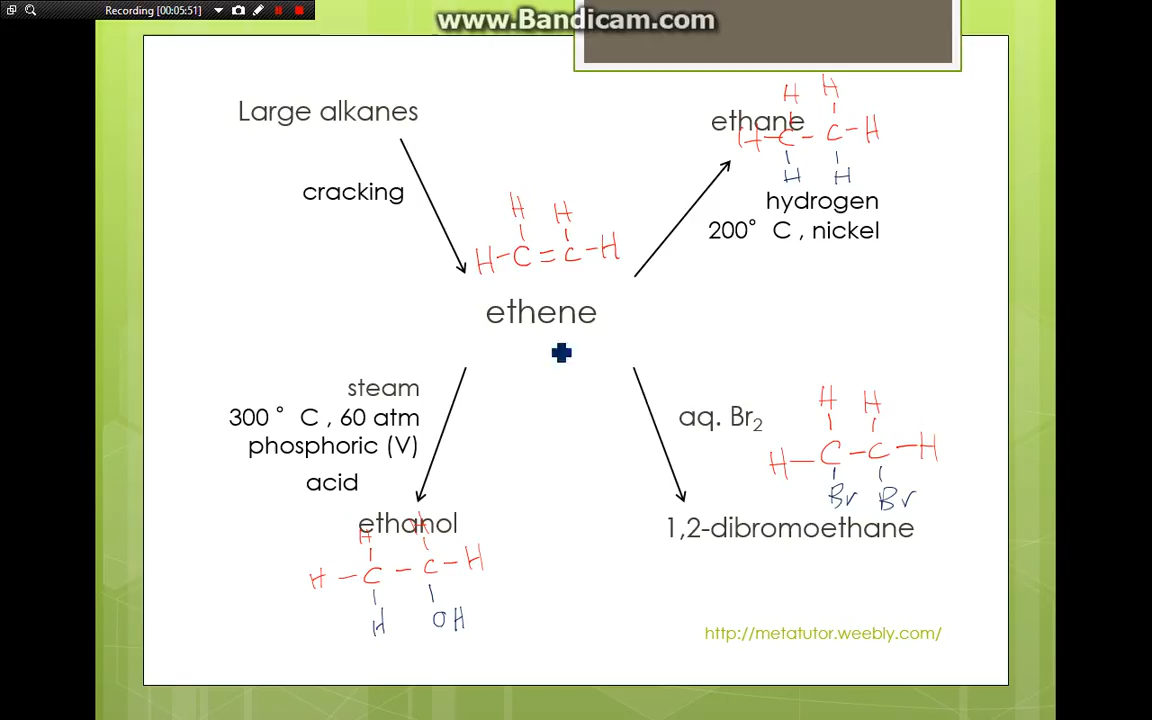 Recording [00:05:51]
www.Bandicam.com
Large alkanes
ethane
H H
H-C-C-H
H H
cracking
hydrogen
200° C , nickel
H H
H-C=C-H
ethene
steam
300 ° C , 60 atm
phosphoric (V)
acid
aq. Br₂
H H
H-C-C-H
Br Br
ethanol
H H
H-C-C-H
H OH
1,2-dibromoethane
http://metatutor.weebly.com/